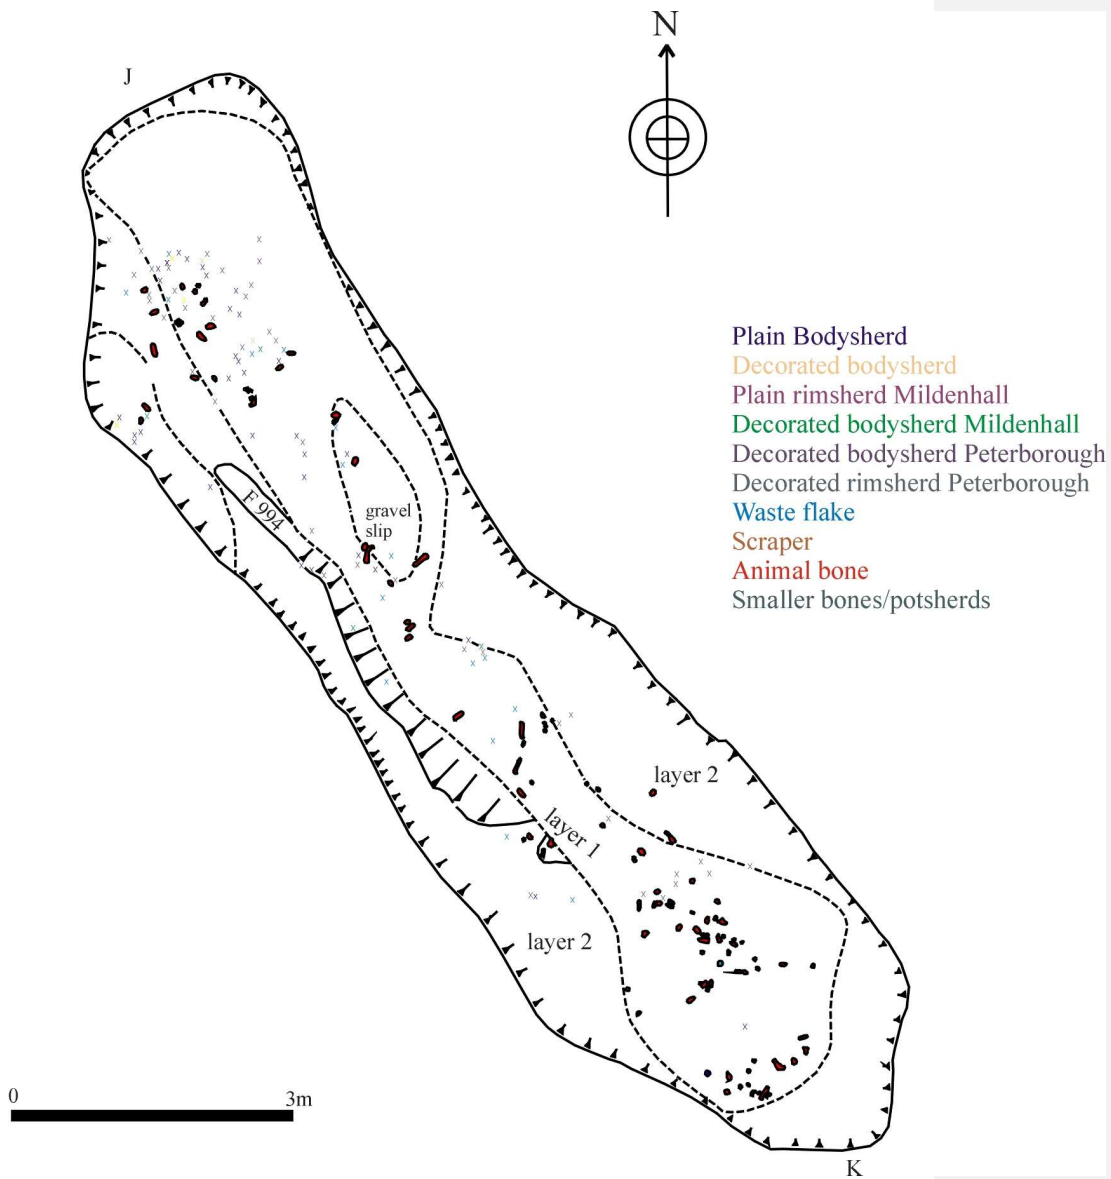 N
J
Plain Bodysherd
Decorated bodysherd
Plain rimsherd Mildenhall
Decorated bodysherd Mildenhall
Decorated bodysherd Peterborough
Decorated rimsherd Peterborough
Waste flake
Scraper
Animal bone
Smaller bones/potsherds
F 994
gravel
slip
layer 2
layer 1
layer 2
0
3m
K